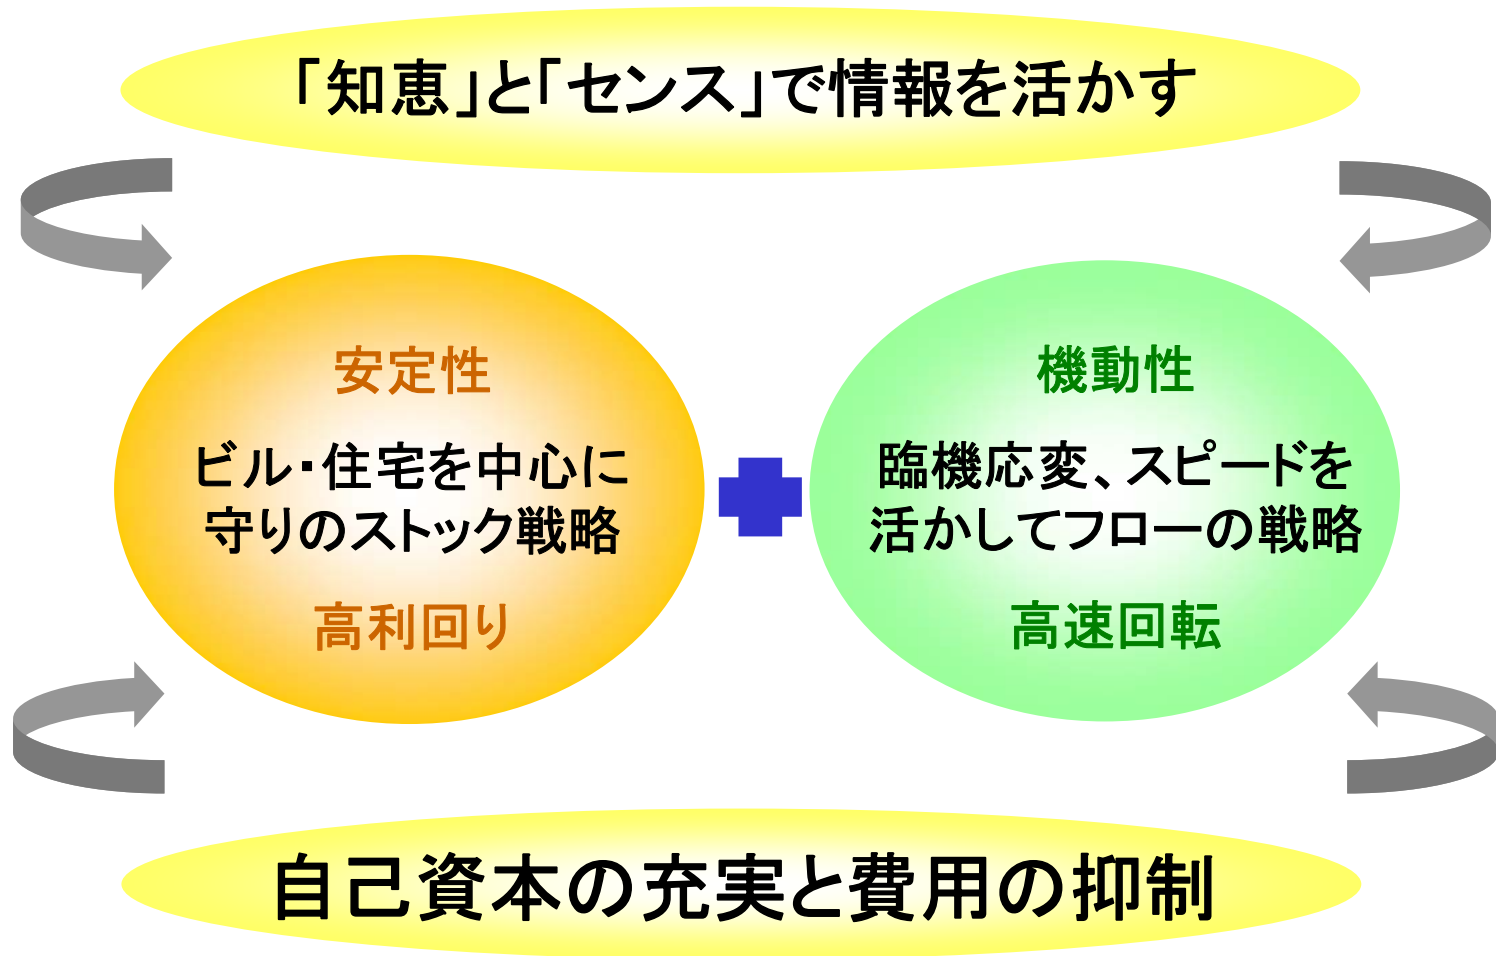 「知恵」と「センス」で情報を活かす
安定性
ビル・住宅を中心に
守りのストック戦略
高利回り
機動性
臨機応変、スピードを
活かしてフローの戦略
高速回転
自己資本の充実と費用の抑制